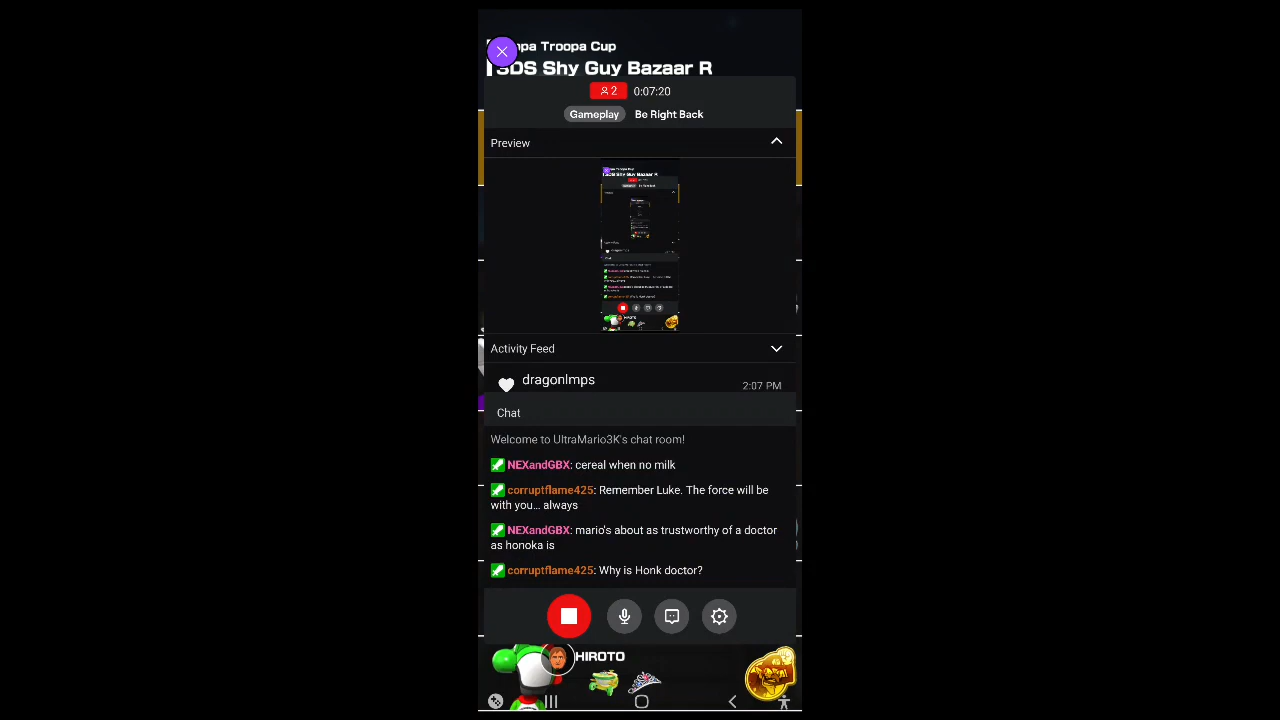 pa Troopa Cup
3DS Shy Guy Bazaar R
2 0:07:20
Gameplay Be Right Back
Preview
Activity Feed
dragonlmps
2:07 PM
Chat
Welcome to UltraMario3K's chat room!
NEXandGBX: cereal when no milk
corruptflame425: Remember Luke. The force will be
with you... always
NEXandGBX: mario's about as trustworthy of a doctor
as honoka is
corruptflame425: Why is Honk doctor?
HIROTO